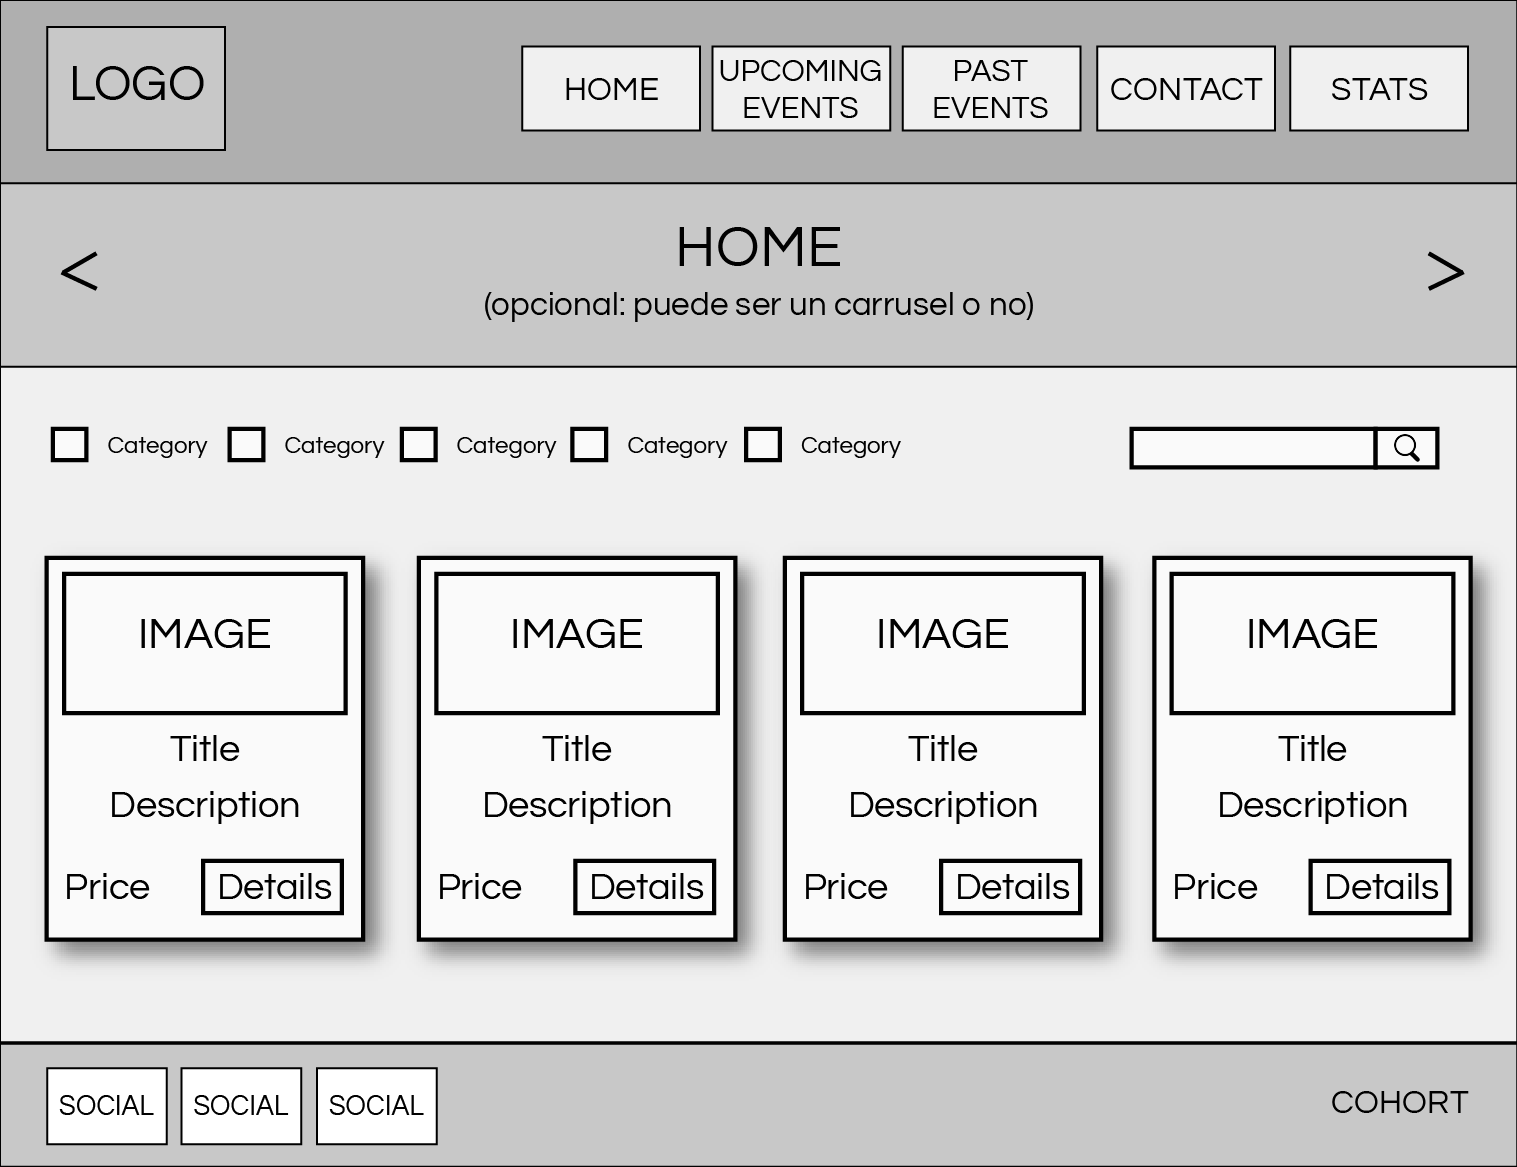 LOGO
HOME
UPCOMING
EVENTS
PAST
EVENTS
CONTACT
STATS
<
HOME
(opcional: puede ser un carrusel o no)
>
Category
Category
Category
Category
Category
IMAGE
Title
Description
Price
Details
IMAGE
Title
Description
Price
Details
IMAGE
Title
Description
Price
Details
IMAGE
Title
Description
Price
Details
SOCIAL
SOCIAL
SOCIAL
COHORT